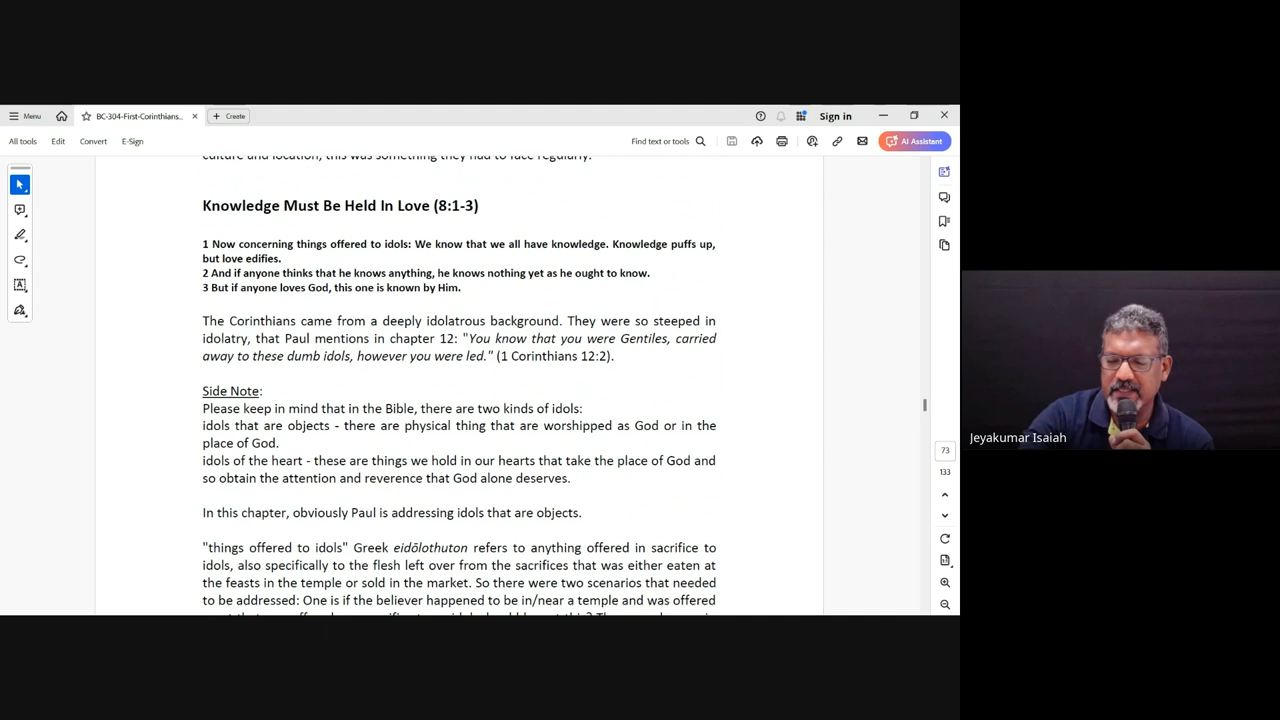 Menu
BC-304-First-Corinthians...
Create
Sign in
All tools
Edit
Convert
E-Sign
Find text or tools
AI Assistant
culture and location, this was something they had to face regularly.
Knowledge Must Be Held In Love (8:1-3)
1 Now concerning things offered to idols: We know that we all have knowledge. Knowledge puffs up,
but love edifies.
2 And if anyone thinks that he knows anything, he knows nothing yet as he ought to know.
3 But if anyone loves God, this one is known by Him.
The Corinthians came from a deeply idolatrous background. They were so steeped in
idolatry, that Paul mentions in chapter 12: "You know that you were Gentiles, carried
away to these dumb idols, however you were led." (1 Corinthians 12:2).
Side Note:
Please keep in mind that in the Bible, there are two kinds of idols:
idols that are objects - there are physical thing that are worshipped as God or in the
place of God.
idols of the heart - these are things we hold in our hearts that take the place of God and
so obtain the attention and reverence that God alone deserves.
In this chapter, obviously Paul is addressing idols that are objects.
"things offered to idols" Greek eidōlothuton refers to anything offered in sacrifice to
idols, also specifically to the flesh left over from the sacrifices that was either eaten at
the feasts in the temple or sold in the market. So there were two scenarios that needed
to be addressed: One is if the believer happened to be in/near a temple and was offered
73
133
Jeyakumar Isaiah